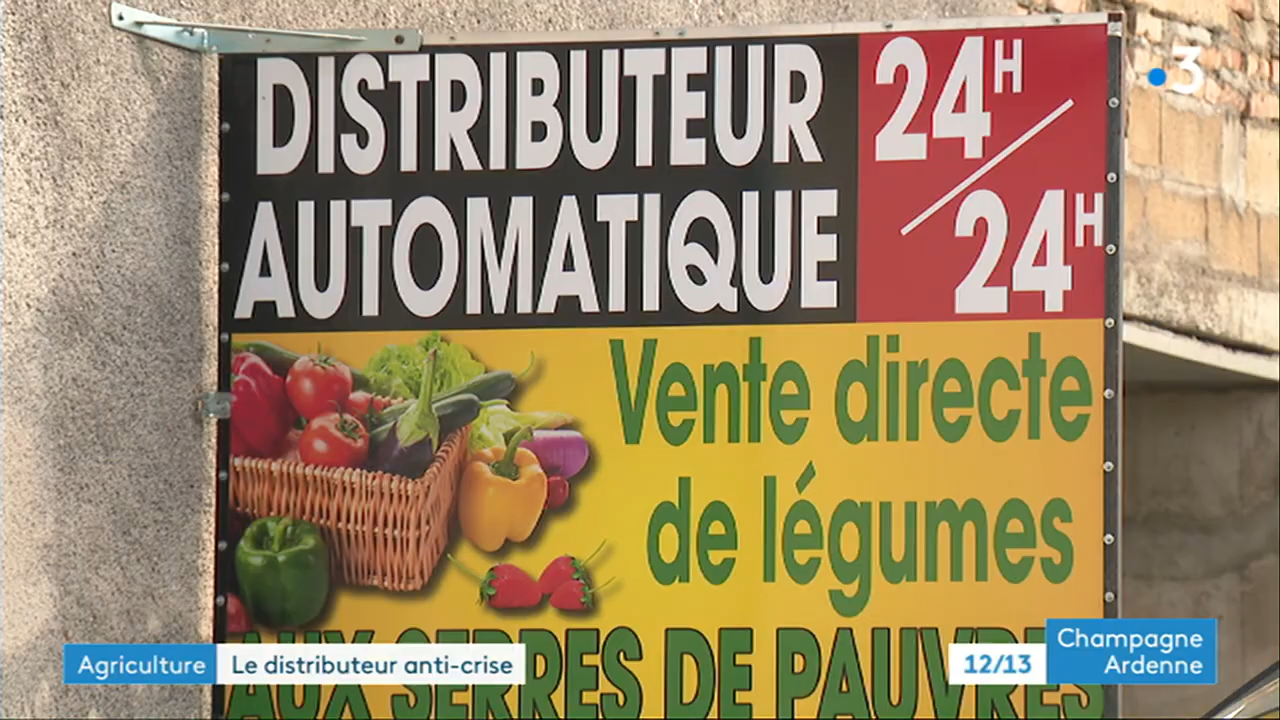 DISTRIBUTEUR
AUTOMATIQUE
24H/24H
Vente directe
de légumes
AUX SERRES DE PAUVRES
3
Agriculture
Le distributeur anti-crise
12/13
Champagne
Ardenne